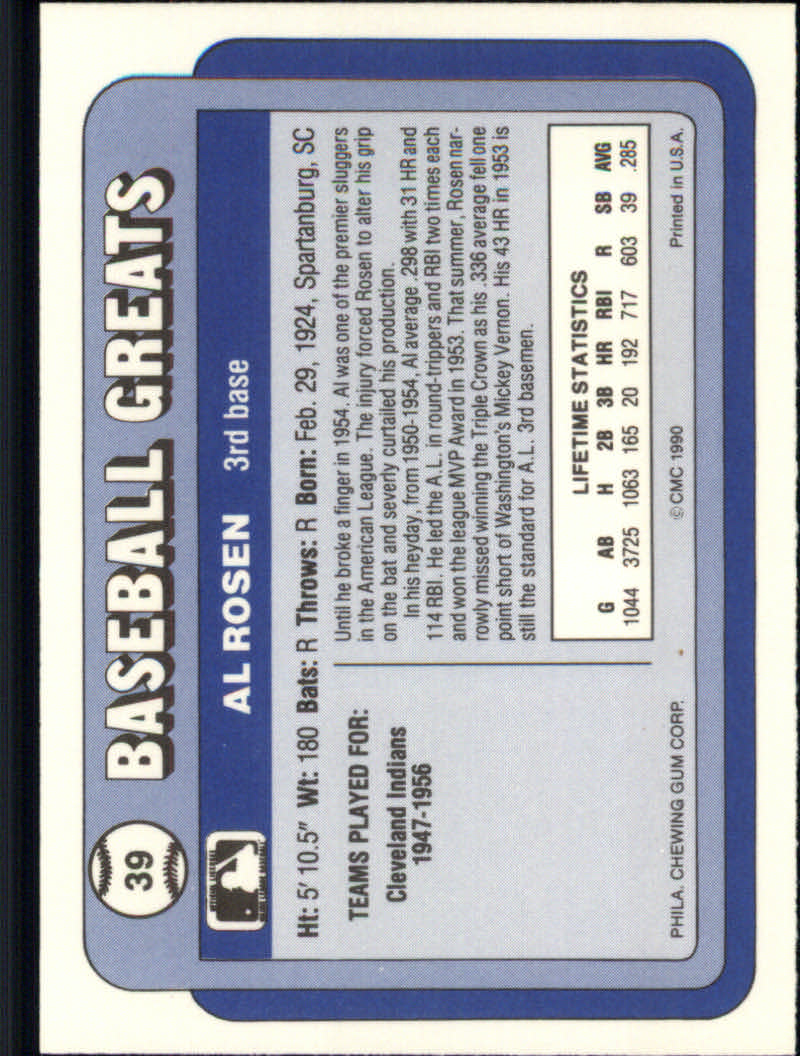 39
BASEBALL GREATS
AL ROSEN 3rd base
Ht: 5' 10.5" Wt: 180 Bats: R Throws: R Born: Feb. 29, 1924, Spartanburg, SC
TEAMS PLAYED FOR:
Cleveland Indians
1947-1956
Until he broke a finger in 1954. Al was one of the premier sluggers
in the American League. The injury forced Rosen to alter his grip
on the bat and severly curtailed his production.
In his heyday, from 1950-1954, Al average .298 with 31 HR and
114 RBI. He led the A.L. in round-trippers and RBI two times each
and won the league MVP Award in 1953. That summer, Rosen nar-
rowly missed winning the Triple Crown as his .336 average fell one
point short of Washington's Mickey Vernon. His 43 HR in 1953 is
still the standard for A.L. 3rd basemen.
LIFETIME STATISTICS
G AB H 2B 3B HR RBI R SB AVG
1044 3725 1063 165 20 192 717 603 39 .285
PHILA. CHEWING GUM CORP. © CMC 1990 Printed in U.S.A.